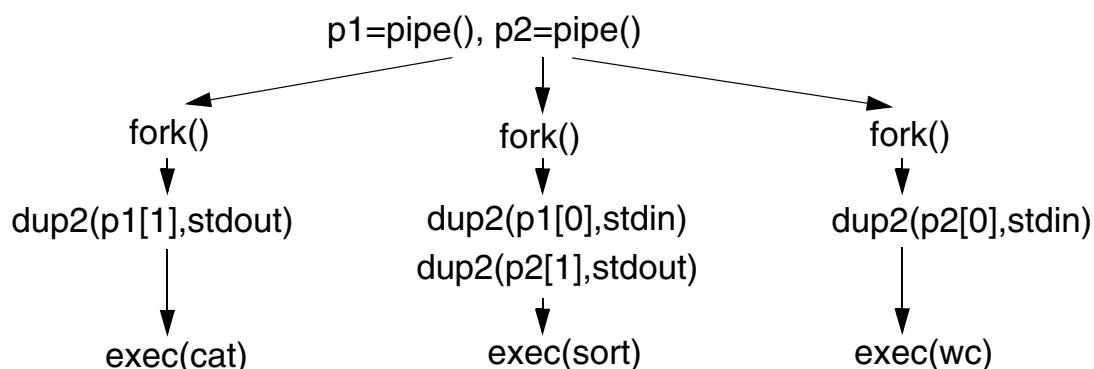 p1=pipe(), p2=pipe()
fork()
fork()
fork()
dup2(p1[1],stdout)
dup2(p1[0],stdin)
dup2(p2[1],stdout)
dup2(p2[0],stdin)
exec(cat)
exec(sort)
exec(wc)